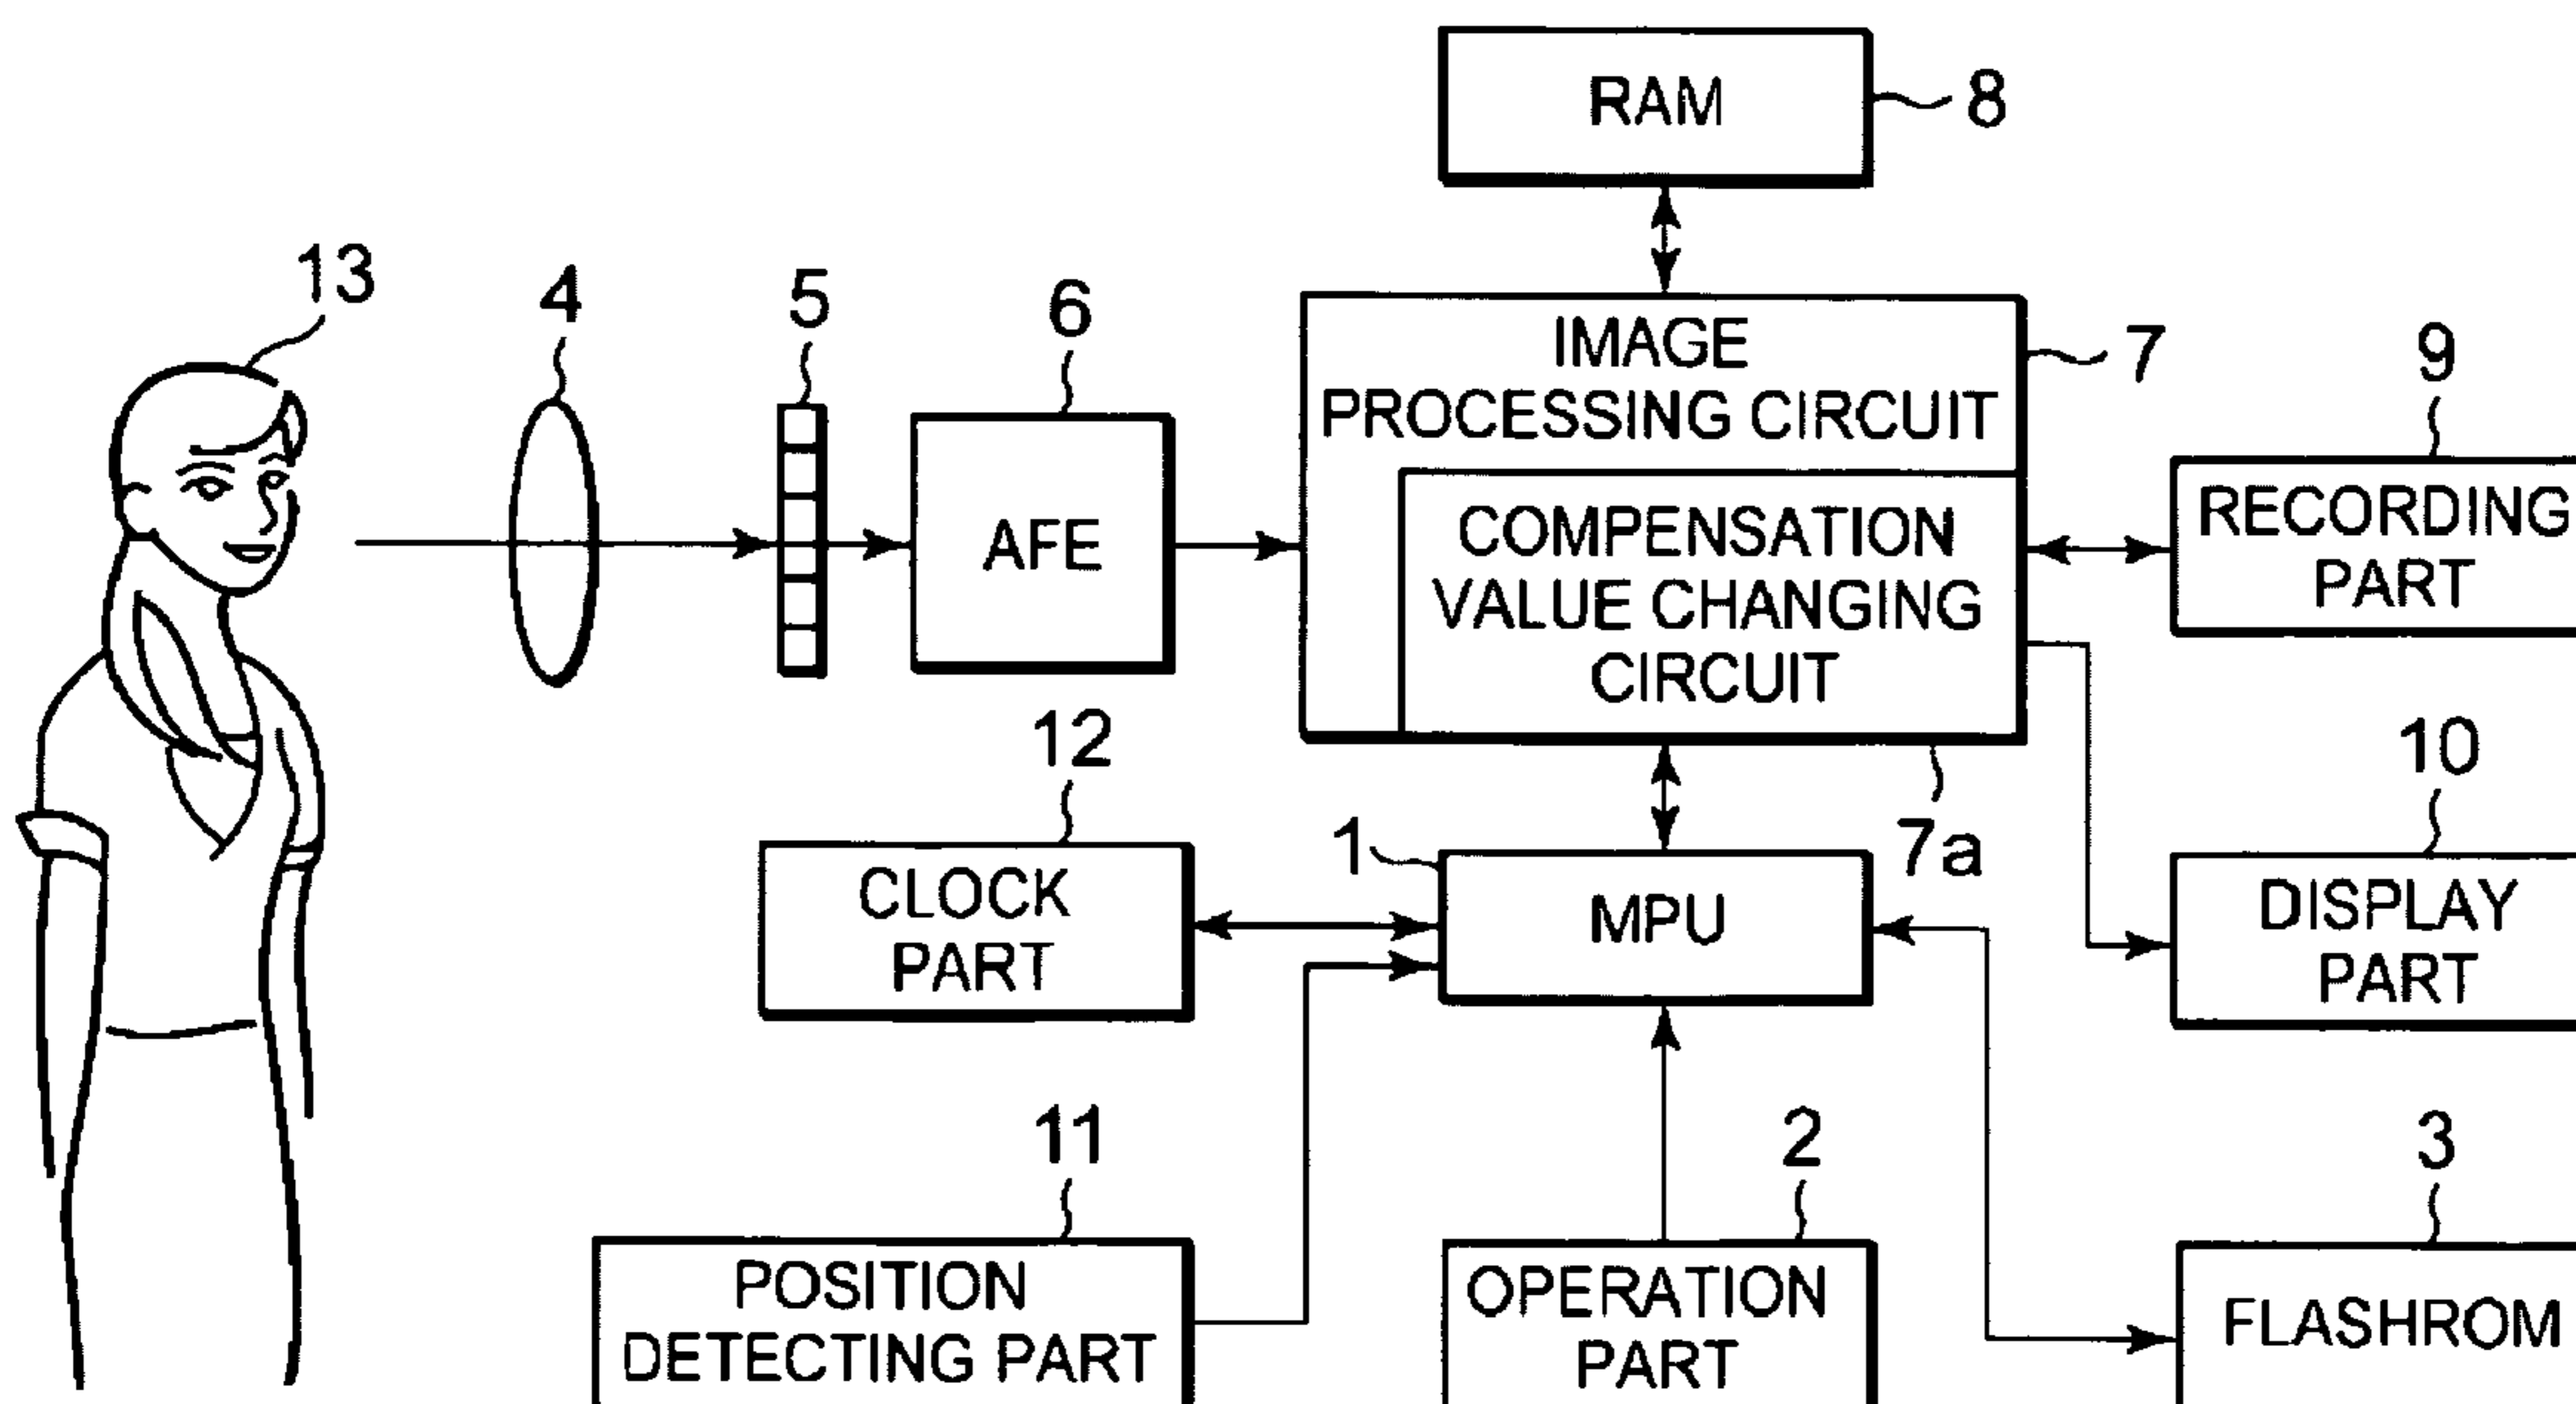 RAM
8
13
4
5
6
IMAGE
PROCESSING CIRCUIT
7
9
COMPENSATION
VALUE CHANGING
CIRCUIT
RECORDING
PART
AFE
12
10
1
7a
CLOCK
PART
MPU
DISPLAY
PART
11
2
3
POSITION
DETECTING PART
OPERATION
PART
FLASHROM